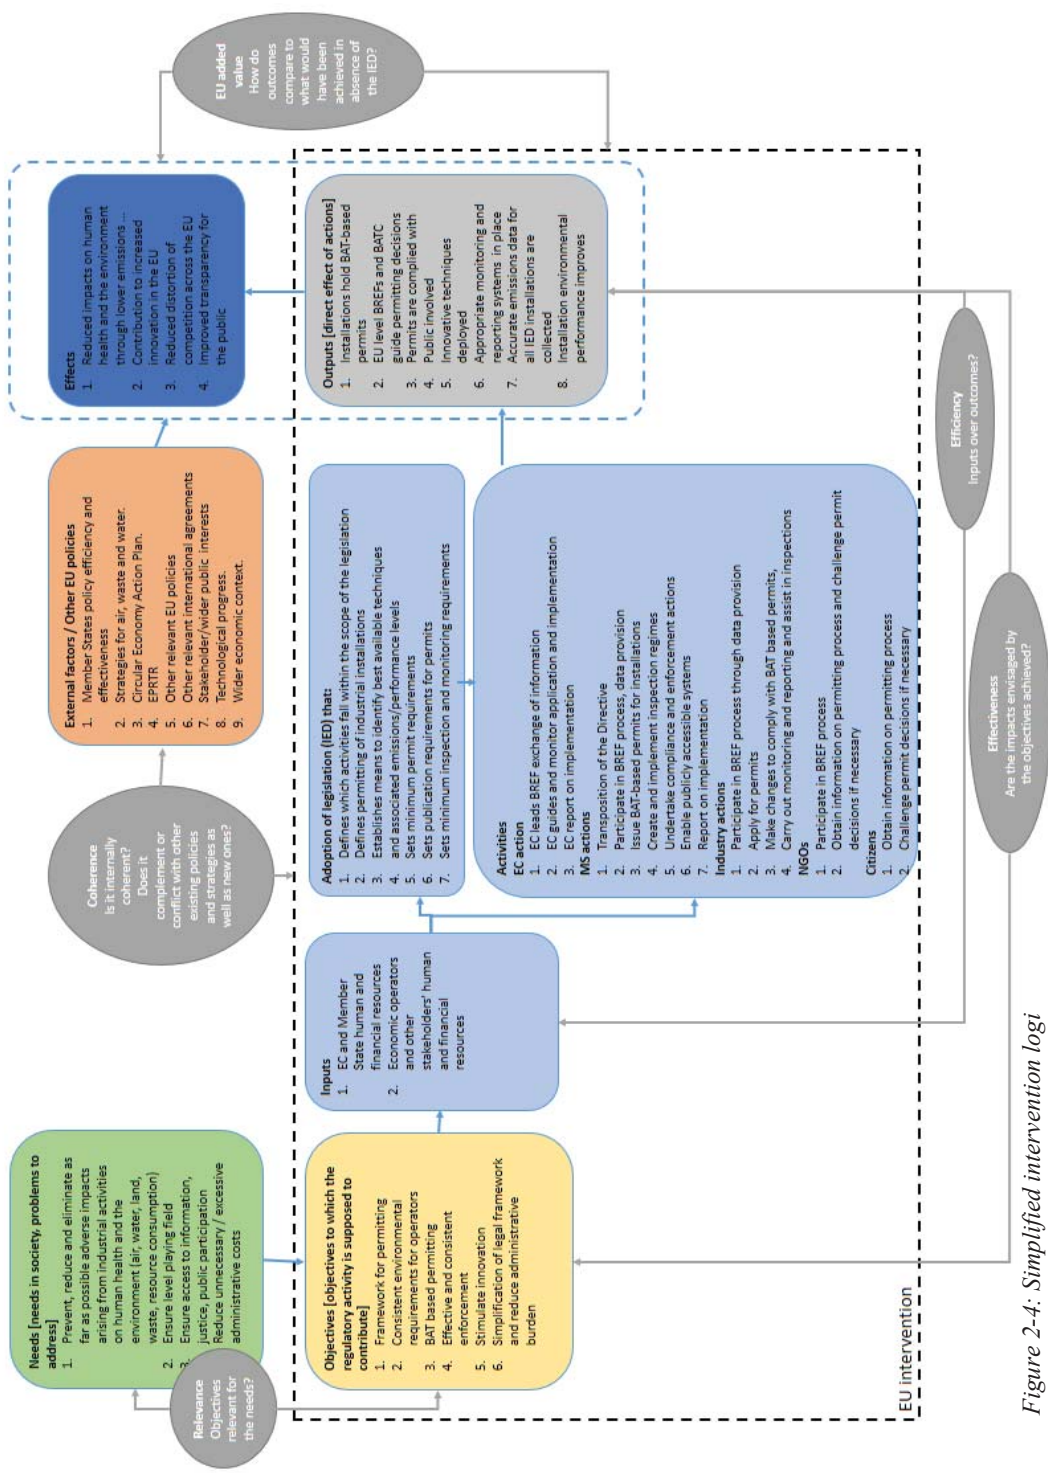 Needs [needs in society, problems to
address]
1. Prevent, reduce and eliminate as
far as possible adverse impacts
arising from industrial activities
on human health and the
environment (air, water, land,
waste, resource consumption)
2. Ensure level playing field
3. Ensure access to information,
justice, public participation
Reduce unnecessary / excessive
administrative costs
Relevance
Objectives
relevant for
the needs?
Objectives [objectives to which the
regulatory activity is supposed to
contribute]
1. Framework for permitting
2. Consistent environmental
requirements for operators
3. BAT based permitting
4. Effective and consistent
enforcement
5. Stimulate innovation
6. Simplification of legal framework
and reduce administrative
burden
EU intervention
Coherence
Is it internally
coherent?
Does it
complement or
conflict with other
existing policies
and strategies as
well as new ones?
Inputs
1. EC and Member
State human and
financial resources
2. Economic operators
and other
stakeholders' human
and financial
resources
External factors / Other EU policies
1. Member States policy efficiency and
effectiveness
2. Strategies for air, waste and water.
3. Circular Economy Action Plan.
4. EPRTR
5. Other relevant EU policies
6. Other relevant international agreements
7. Stakeholder/wider public interests
8. Technological progress.
9. Wider economic context.
Adoption of legislation (IED) that:
1. Defines which activities fall within the scope of the legislation
2. Defines permitting of industrial installations
3. Establishes means to identify best available techniques
4. and associated emissions/performance levels
5. Sets minimum permit requirements
6. Sets publication requirements for permits
7. Sets minimum inspection and monitoring requirements
Activities
EC action
1. EC leads BREF exchange of information
2. EC guides and monitor application and implementation
3. EC report on implementation
MS actions
1. Transposition of the Directive
2. Participate in BREF process, data provision
3. Issue BAT-based permits for installations
4. Create and implement inspection regimes
5. Undertake compliance and enforcement actions
6. Enable publicly accessible systems
7. Report on implementation
Industry actions
1. Participate in BREF process through data provision
2. Apply for permits
3. Make changes to comply with BAT based permits,
4. Carry out monitoring and reporting and assist in inspections
NGOs
1. Participate in BREF process
2. Obtain information on permitting process and challenge permit
decisions if necessary
Citizens
1. Obtain information on permitting process
2. Challenge permit decisions if necessary
Effects
1. Reduced impacts on human
health and the environment
through lower emissions ...
2. Contribution to increased
innovation in the EU
3. Reduced distortion of
competition across the EU
4. Improved transparency for
the public
Outputs [direct effect of actions]
1. Installations hold BAT-based
permits
2. EU level BREFs and BATC
guide permitting decisions
3. Permits are complied with
4. Public involved
5. Innovative techniques
deployed
6. Appropriate monitoring and
reporting systems in place
7. Accurate emissions data for
all IED installations are
collected
8. Installation environmental
performance improves
EU added
value
How do
outcomes
compare to
what would
have been
achieved in
absence of
the IED?
Efficiency
Inputs over outcomes?
Effectiveness
Are the impacts envisaged by
the objectives achieved?
Figure 2-4: Simplified intervention logi